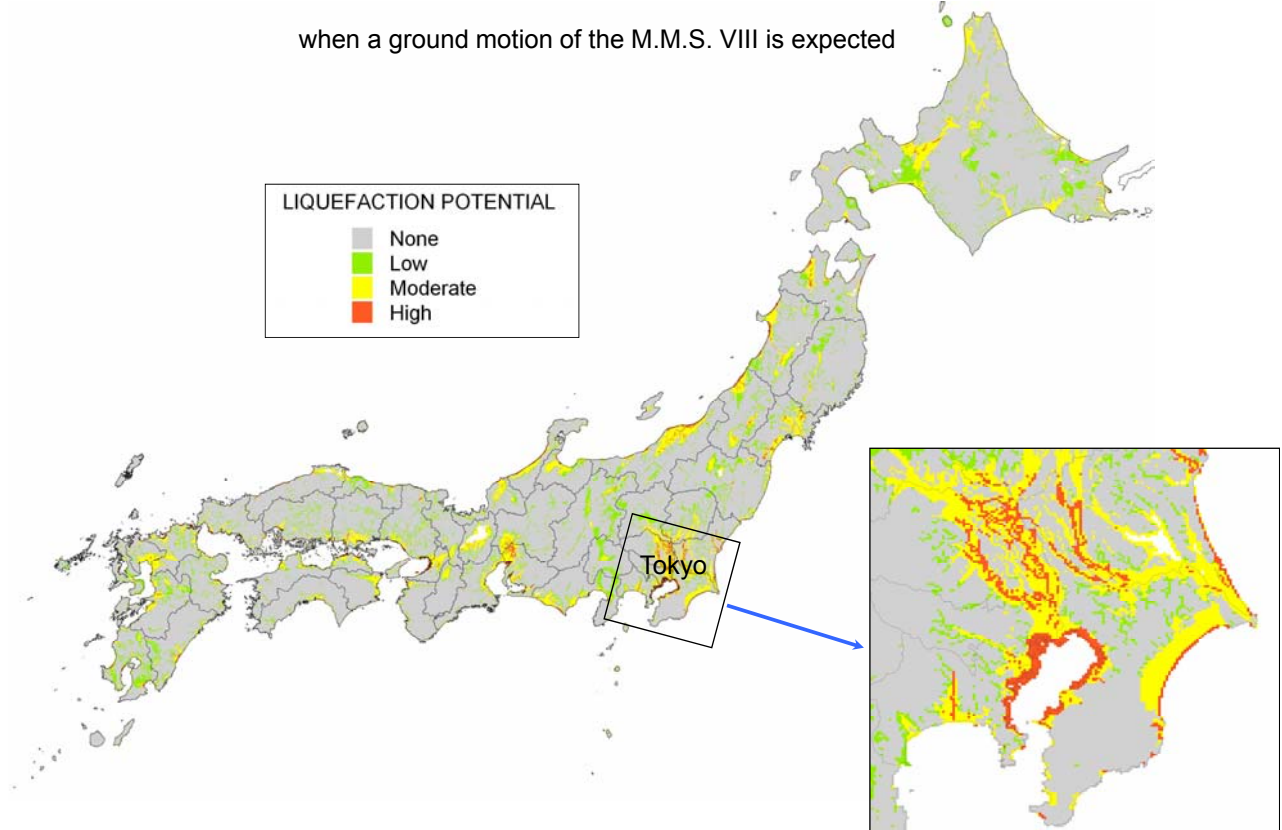 when a ground motion of the M.M.S. VIII is expected
LIQUEFACTION POTENTIAL
None
Low
Moderate
High
Tokyo